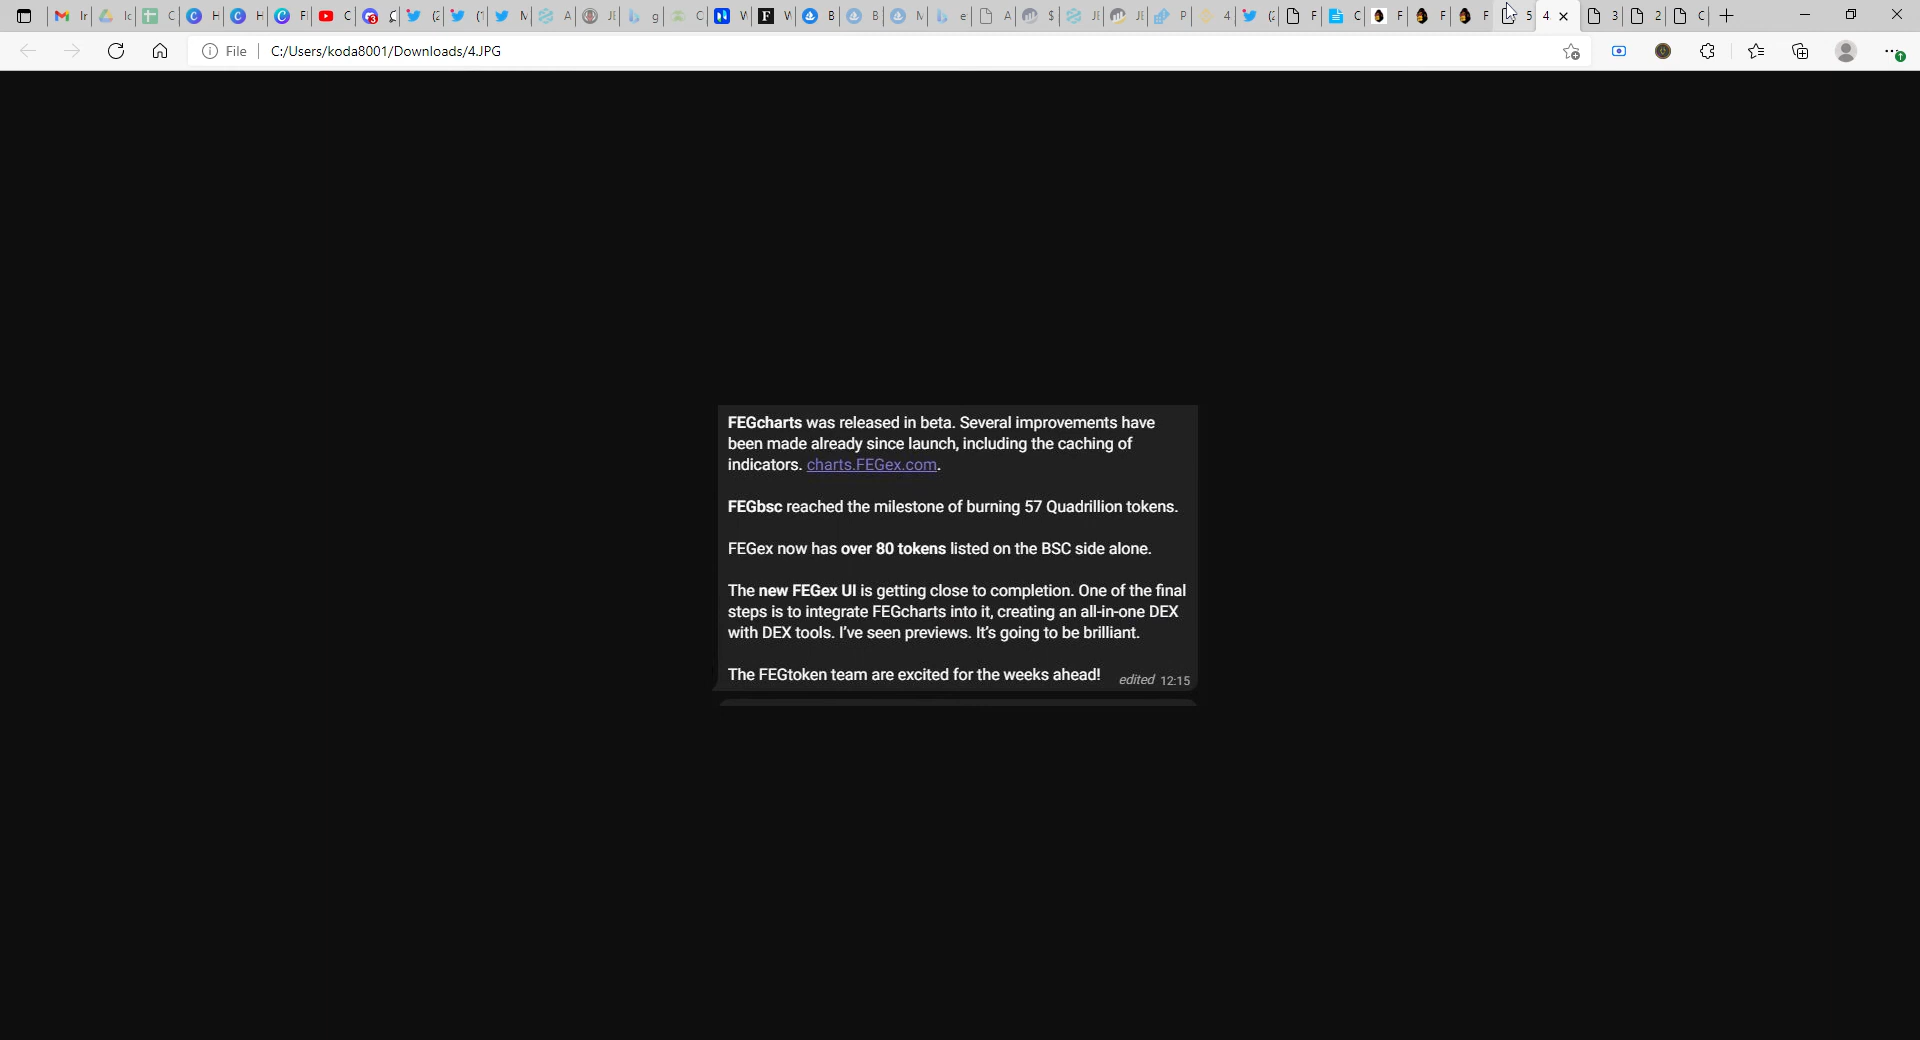 5
4
3
2
File
C:/Users/koda8001/Downloads/4.JPG
FEGcharts was released in beta. Several improvements have
been made already since launch, including the caching of
indicators. charts.FEGex.com.
FEGbsc reached the milestone of burning 57 Quadrillion tokens.
FEGex now has over 80 tokens listed on the BSC side alone.
The new FEGex UI is getting close to completion. One of the final
steps is to integrate FEGcharts into it, creating an all-in-one DEX
with DEX tools. I've seen previews. It's going to be brilliant.
The FEGtoken team are excited for the weeks ahead!
edited 12:15